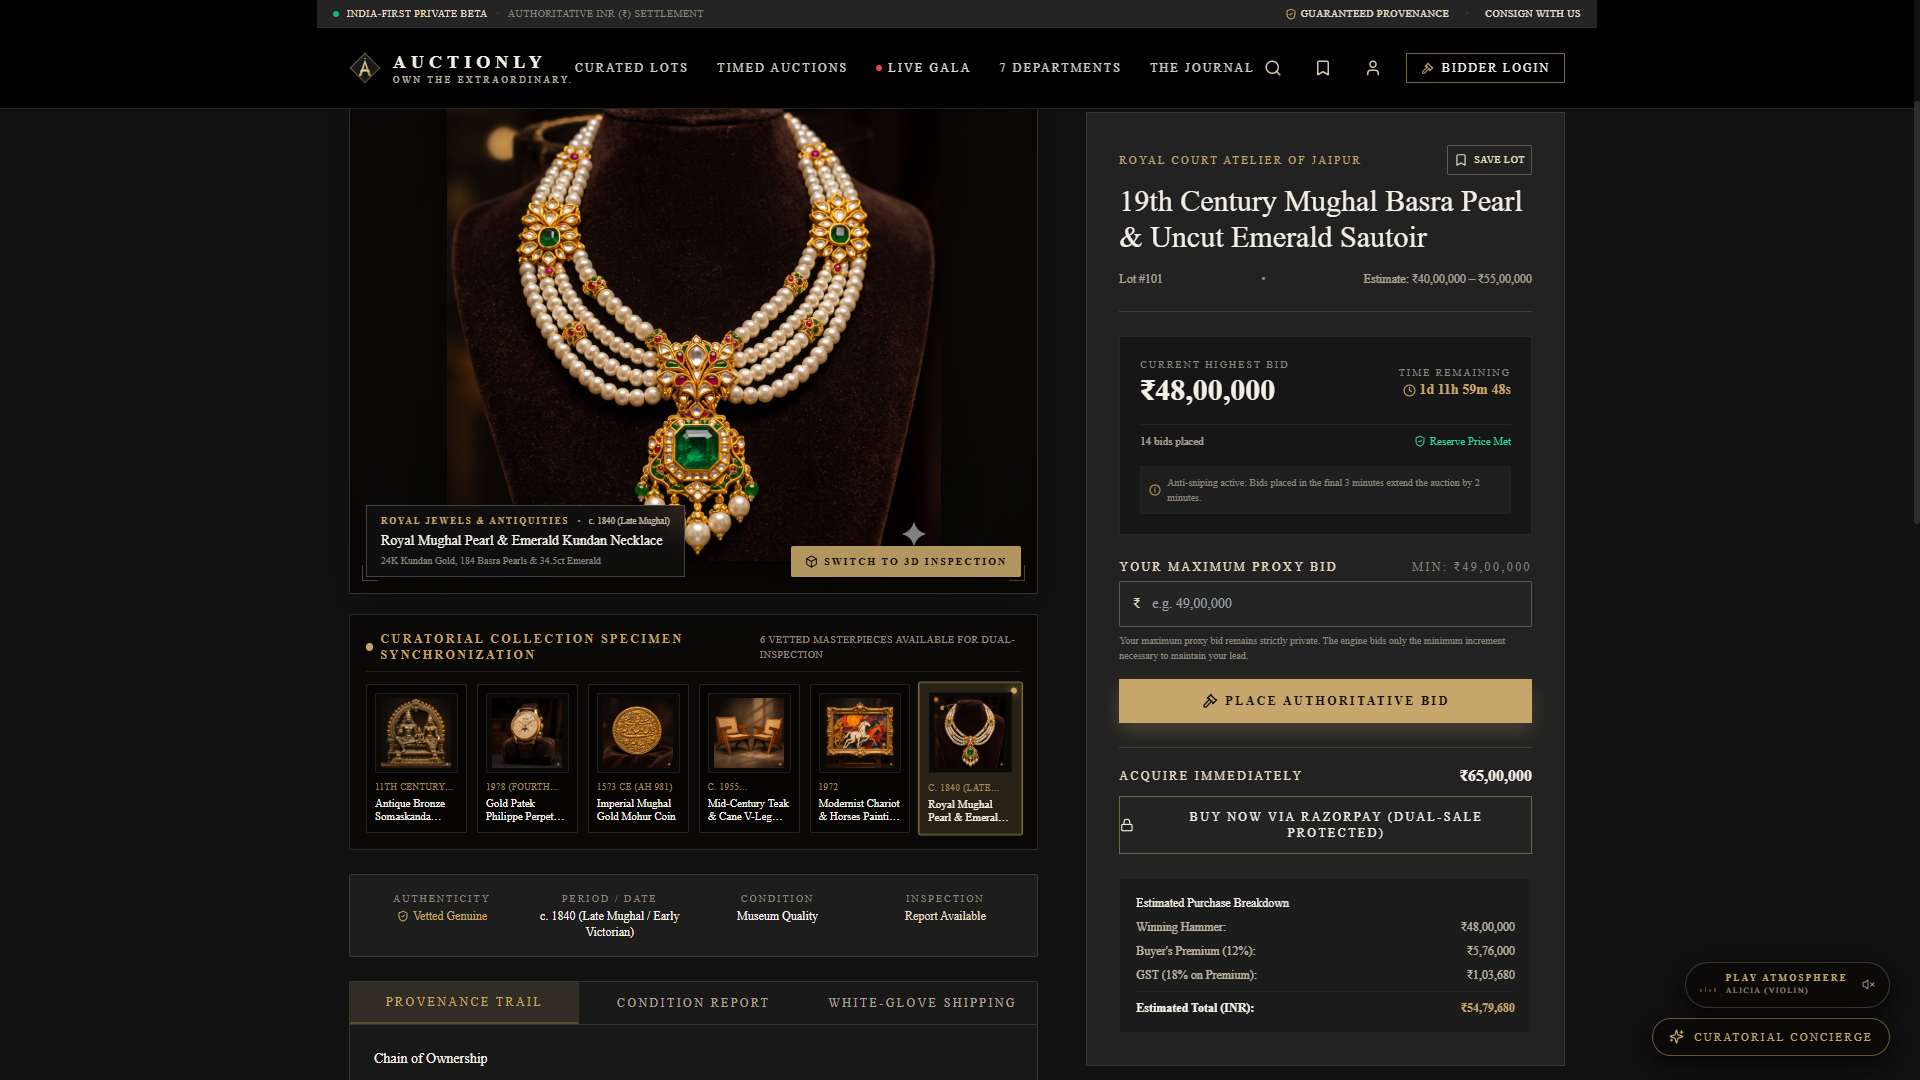 INDIA-FIRST PRIVATE BETA · AUTHORITATIVE INR (₹) SETTLEMENT
GUARANTEED PROVENANCE · CONSIGN WITH US
AUCTIONLY
OWN THE EXTRAORDINARY.
CURATED LOTS
TIMED AUCTIONS
LIVE GALA
7 DEPARTMENTS
THE JOURNAL
BIDDER LOGIN
ROYAL JEWELS & ANTIQUITIES • c. 1840 (Late Mughal)
Royal Mughal Pearl & Emerald Kundan Necklace
24K Kundan Gold, 184 Basra Pearls & 34.5ct Emerald
SWITCH TO 3D INSPECTION
CURATORIAL COLLECTION SPECIMEN
SYNCHRONIZATION
6 VETTED MASTERPIECES AVAILABLE FOR DUAL-
INSPECTION
11TH CENTURY...
Antique Bronze
Somaskanda...
1978 (FOURTH...
Gold Patek
Philippe Perpet...
1573 CE (AH 981)
Imperial Mughal
Gold Mohur Coin
C. 1955...
Mid-Century Teak
& Cane V-Leg...
1972
Modernist Chariot
& Horses Painti...
C. 1840 (LATE...
Royal Mughal
Pearl & Emeral...
AUTHENTICITY
Vetted Genuine
PERIOD / DATE
c. 1840 (Late Mughal / Early
Victorian)
CONDITION
Museum Quality
INSPECTION
Report Available
PROVENANCE TRAIL
CONDITION REPORT
WHITE-GLOVE SHIPPING
Chain of Ownership
ROYAL COURT ATELIER OF JAIPUR
SAVE LOT
19th Century Mughal Basra Pearl
& Uncut Emerald Sautoir
Lot #101 • Estimate: ₹40,00,000 – ₹55,00,000
CURRENT HIGHEST BID
₹48,00,000
TIME REMAINING
1d 11h 59m 48s
14 bids placed
Reserve Price Met
Anti-sniping active: Bids placed in the final 3 minutes extend the auction by 2
minutes.
YOUR MAXIMUM PROXY BID
MIN: ₹49,00,000
₹ e.g. 49,00,000
Your maximum proxy bid remains strictly private. The engine bids only the minimum increment
necessary to maintain your lead.
PLACE AUTHORITATIVE BID
ACQUIRE IMMEDIATELY
₹65,00,000
BUY NOW VIA RAZORPAY (DUAL-SALE
PROTECTED)
Estimated Purchase Breakdown
Winning Hammer: ₹48,00,000
Buyer's Premium (12%): ₹5,76,000
GST (18% on Premium): ₹1,03,680
Estimated Total (INR): ₹54,79,680
PLAY ATMOSPHERE
ALICIA (VIOLIN)
CURATORIAL CONCIERGE